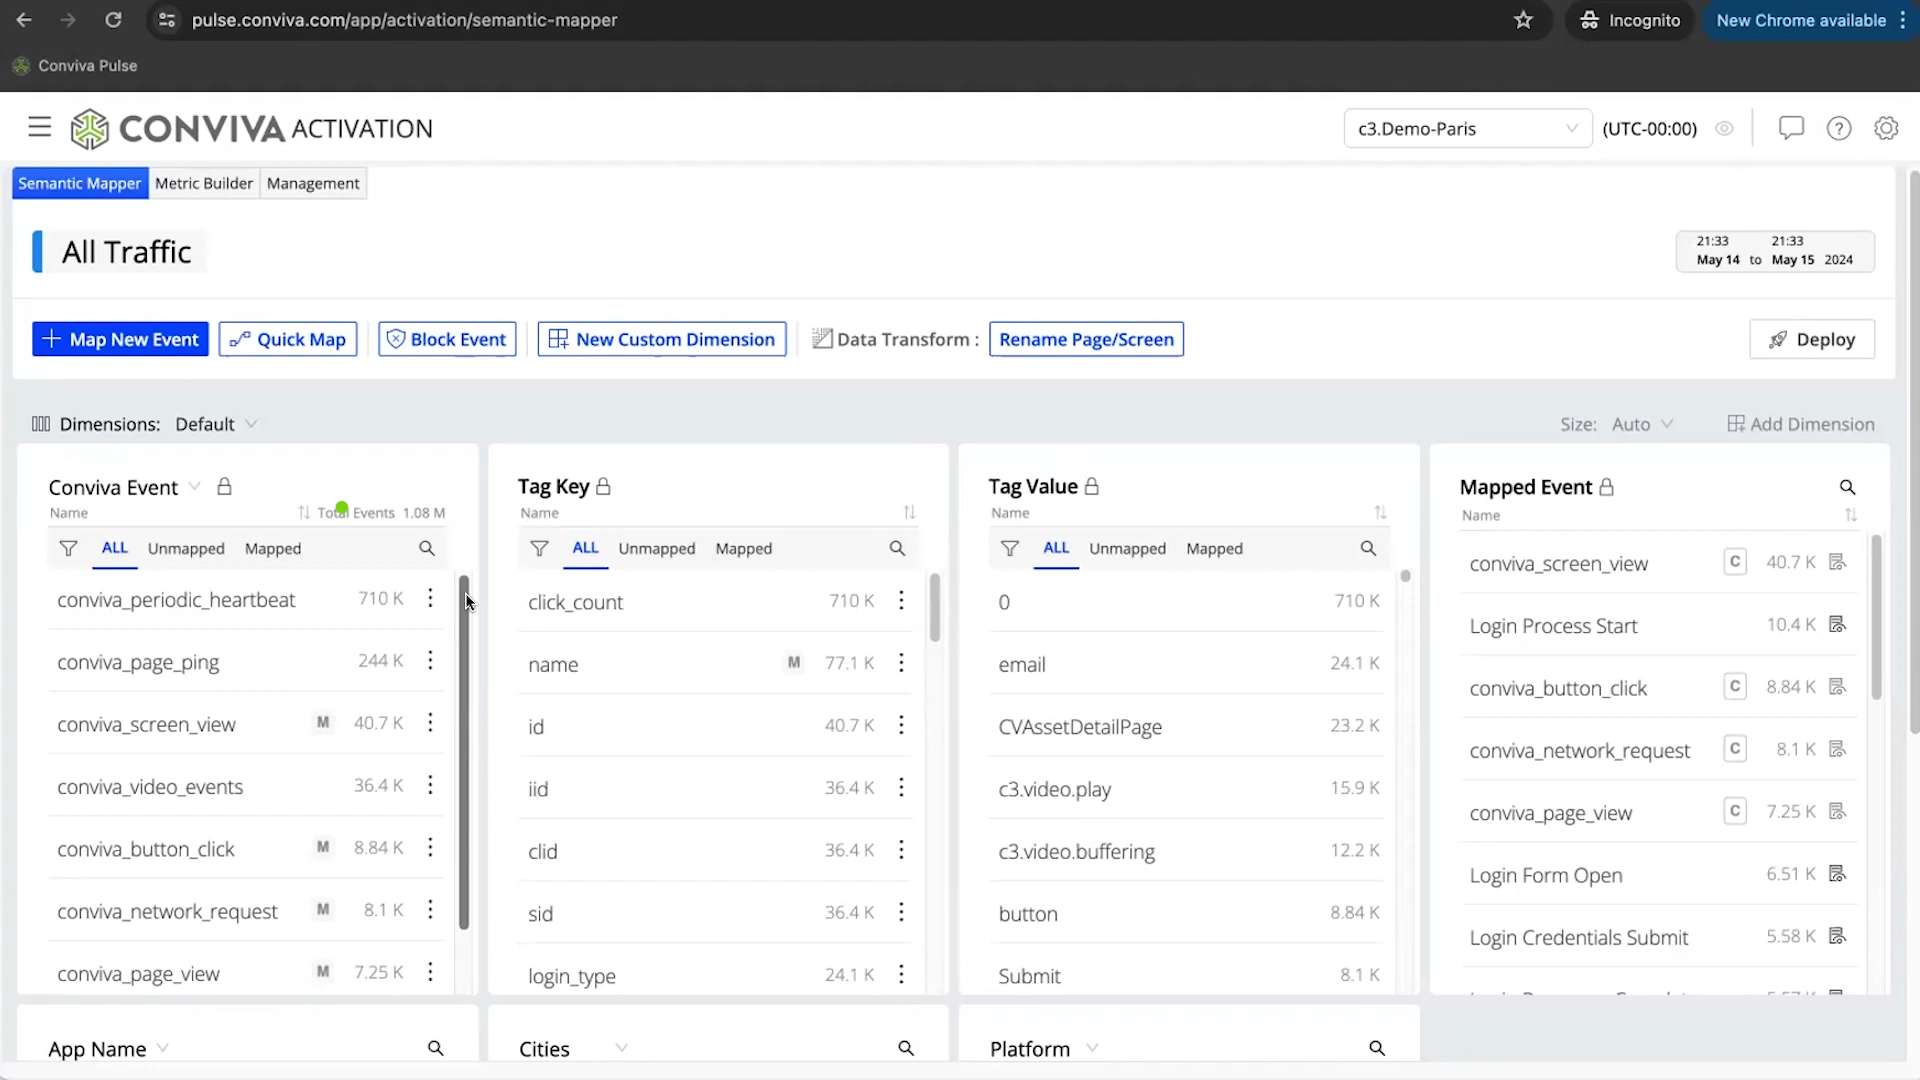 pulse.conviva.com/app/activation/semantic-mapper
Incognito
New Chrome available
Conviva Pulse
CONVIVA ACTIVATION
c3.Demo-Paris
(UTC-00:00)
Semantic Mapper
Metric Builder
Management
All Traffic
21:33 21:33
May 14 to May 15 2024
Map New Event
Quick Map
Block Event
New Custom Dimension
Data Transform :
Rename Page/Screen
Deploy
Dimensions: Default
Size: Auto
Add Dimension
Conviva Event
Name Total Events 1.08 M
ALL Unmapped Mapped
conviva_periodic_heartbeat 710 K
conviva_page_ping 244 K
conviva_screen_view M 40.7 K
conviva_video_events 36.4 K
conviva_button_click M 8.84 K
conviva_network_request M 8.1 K
conviva_page_view M 7.25 K
Tag Key
Name
ALL Unmapped Mapped
click_count 710 K
name M 77.1 K
id 40.7 K
iid 36.4 K
clid 36.4 K
sid 36.4 K
login_type 24.1 K
Tag Value
Name
ALL Unmapped Mapped
0 710 K
email 24.1 K
CVAssetDetailPage 23.2 K
c3.video.play 15.9 K
c3.video.buffering 12.2 K
button 8.84 K
Submit 8.1 K
Mapped Event
Name
conviva_screen_view C 40.7 K
Login Process Start 10.4 K
conviva_button_click C 8.84 K
conviva_network_request C 8.1 K
conviva_page_view C 7.25 K
Login Form Open 6.51 K
Login Credentials Submit 5.58 K
App Name
Cities
Platform